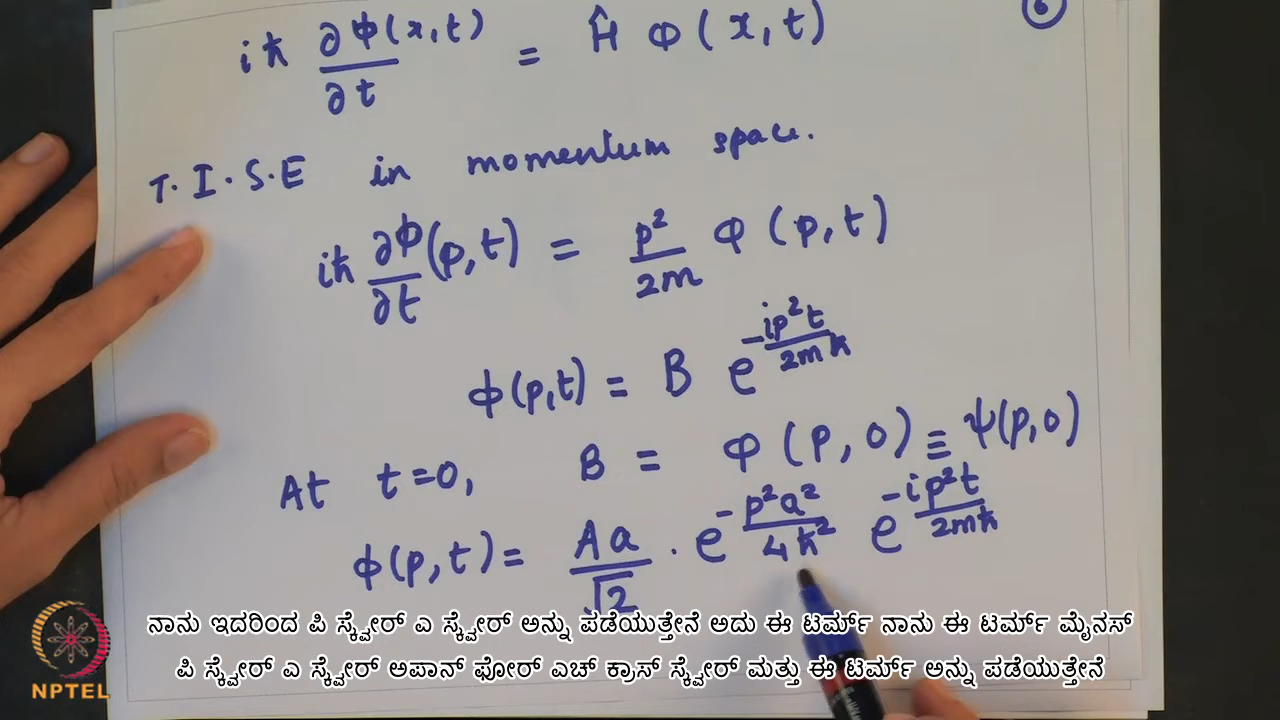 6
iħ ∂Φ(x,t)/∂t = Ĥ Φ(x,t)
T.I.S.E in momentum space.
iħ ∂Φ/∂t (p,t) = p²/2m Φ(p,t)
ϕ(p,t) = B e^(-ip²t/2mħ)
At t=0, B = Φ(p,0) ≡ ψ(p,0)
ϕ(p,t) = Aa/√2 . e^(-p²a²/4ħ²) e^(-ip²t/2mħ)
ನಾನು ಇದರಿಂದ ಪಿ ಸ್ಕ್ವೇರ್ ಎ ಸ್ಕ್ವೇರ್ ಅನ್ನು ಪಡೆಯುತ್ತೇನೆ ಅದು ಈ ಟರ್ಮ್ ನಾನು ಈ ಟರ್ಮ್ ಮೈನಸ್
ಪಿ ಸ್ಕ್ವೇರ್ ಎ ಸ್ಕ್ವೇರ್ ಅಪಾನ್ ಫೋರ್ ಎಚ್ ಕ್ರಾಸ್ ಸ್ಕ್ವೇರ್ ಮತ್ತು ಈ ಟರ್ಮ್ ಅನ್ನು ಪಡೆಯುತ್ತೇನೆ
NPTEL